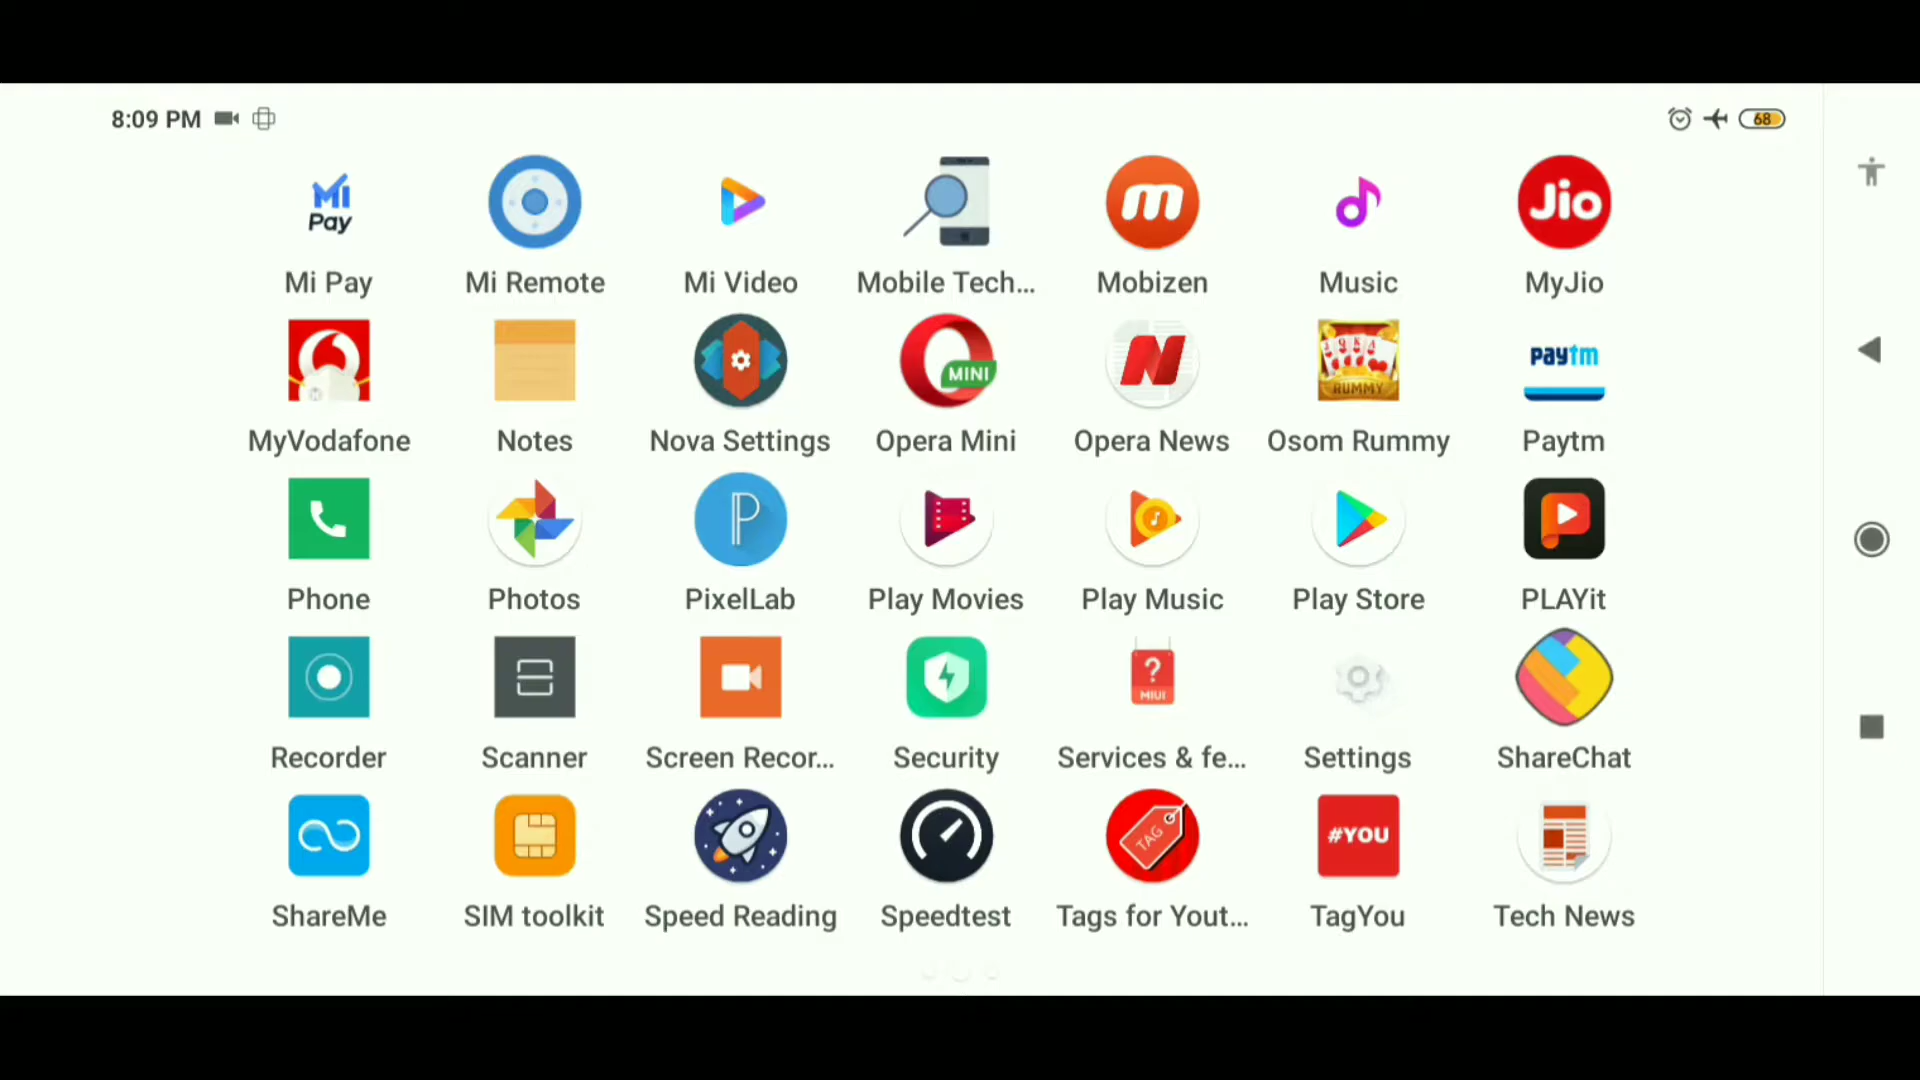 8:09 PM
68
Mi Pay
Jio
Mi Pay Mi Remote Mi Video Mobile Tech... Mobizen Music MyJio
MINI
RUMMY
paytm
MyVodafone Notes Nova Settings Opera Mini Opera News Osom Rummy Paytm
Phone Photos PixelLab Play Movies Play Music Play Store PLAYit
?
MIUI
Recorder Scanner Screen Recor... Security Services & fe... Settings ShareChat
TAG
#YOU
ShareMe SIM toolkit Speed Reading Speedtest Tags for Yout... TagYou Tech News